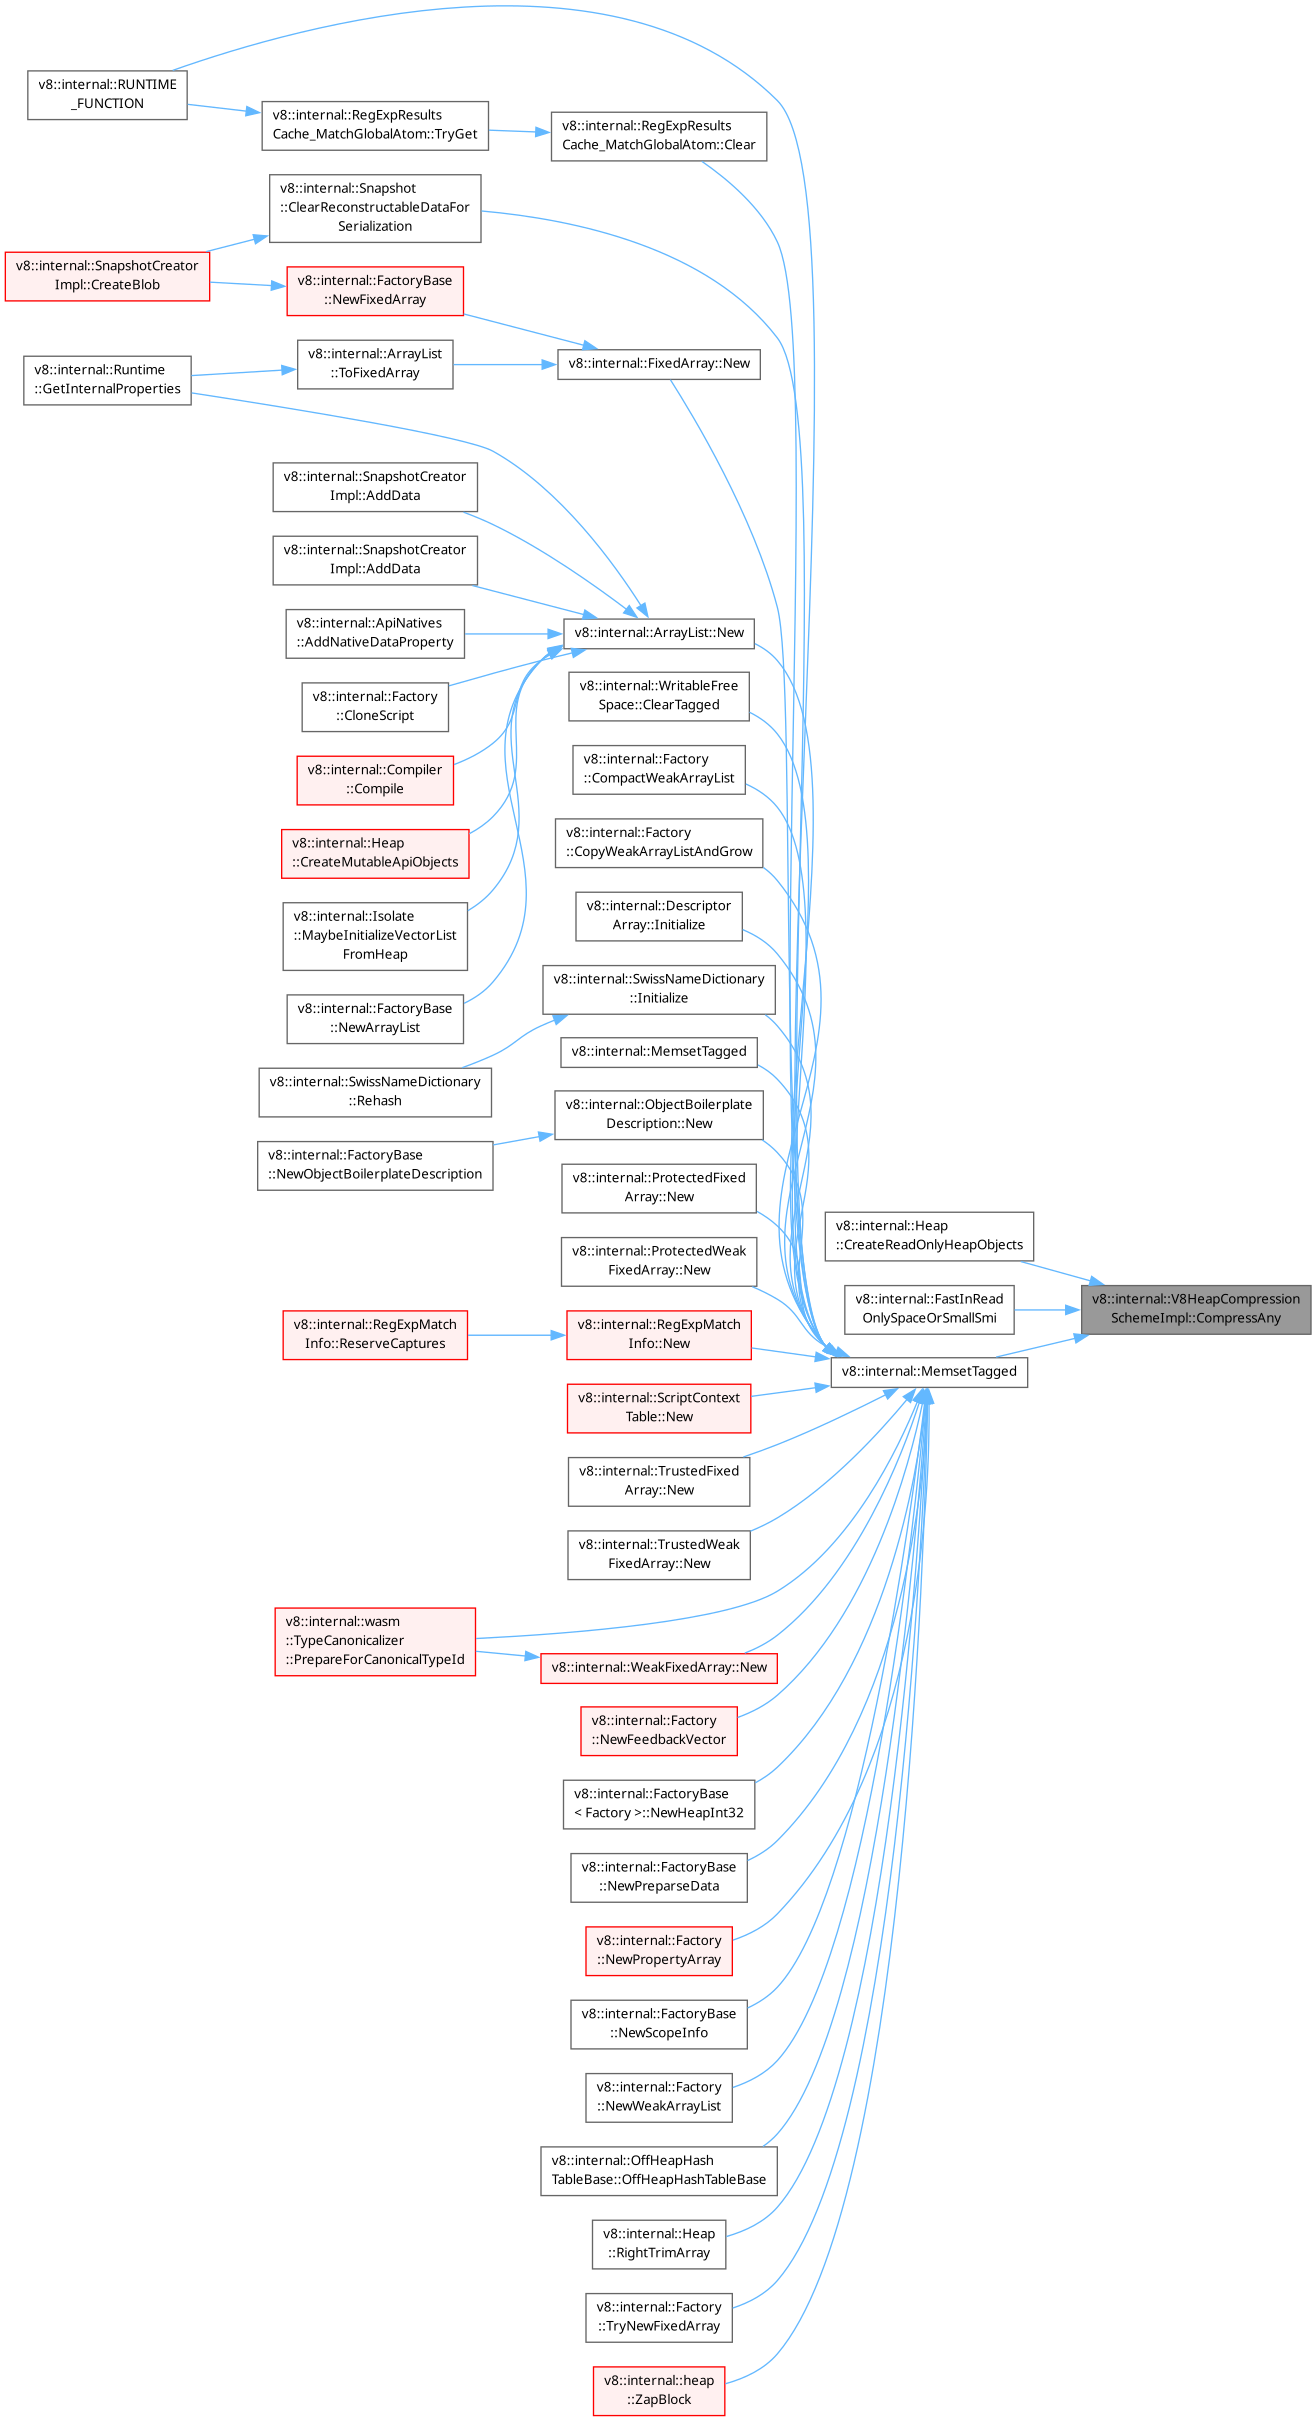 v8::internal::RUNTIME
_FUNCTION
v8::internal::RegExpResults
Cache_MatchGlobalAtom::TryGet
v8::internal::RegExpResults
Cache_MatchGlobalAtom::Clear
v8::internal::Snapshot
::ClearReconstructableDataFor
Serialization
v8::internal::SnapshotCreator
Impl::CreateBlob
v8::internal::FactoryBase
::NewFixedArray
v8::internal::ArrayList
::ToFixedArray
v8::internal::FixedArray::New
v8::internal::Runtime
::GetInternalProperties
v8::internal::SnapshotCreator
Impl::AddData
v8::internal::SnapshotCreator
Impl::AddData
v8::internal::ApiNatives
::AddNativeDataProperty
v8::internal::ArrayList::New
v8::internal::Factory
::CloneScript
v8::internal::WritableFree
Space::ClearTagged
v8::internal::Compiler
::Compile
v8::internal::Factory
::CompactWeakArrayList
v8::internal::Heap
::CreateMutableApiObjects
v8::internal::Factory
::CopyWeakArrayListAndGrow
v8::internal::Isolate
::MaybeInitializeVectorList
FromHeap
v8::internal::Descriptor
Array::Initialize
v8::internal::FactoryBase
::NewArrayList
v8::internal::SwissNameDictionary
::Initialize
v8::internal::SwissNameDictionary
::Rehash
v8::internal::MemsetTagged
v8::internal::ObjectBoilerplate
Description::New
v8::internal::FactoryBase
::NewObjectBoilerplateDescription
v8::internal::ProtectedFixed
Array::New
v8::internal::ProtectedWeak
FixedArray::New
v8::internal::Heap
::CreateReadOnlyHeapObjects
v8::internal::FastInRead
OnlySpaceOrSmallSmi
v8::internal::V8HeapCompression
SchemeImpl::CompressAny
v8::internal::RegExpMatch
Info::ReserveCaptures
v8::internal::RegExpMatch
Info::New
v8::internal::MemsetTagged
v8::internal::ScriptContext
Table::New
v8::internal::TrustedFixed
Array::New
v8::internal::TrustedWeak
FixedArray::New
v8::internal::wasm
::TypeCanonicalizer
::PrepareForCanonicalTypeId
v8::internal::WeakFixedArray::New
v8::internal::Factory
::NewFeedbackVector
v8::internal::FactoryBase
< Factory >::NewHeapInt32
v8::internal::FactoryBase
::NewPreparseData
v8::internal::Factory
::NewPropertyArray
v8::internal::FactoryBase
::NewScopeInfo
v8::internal::Factory
::NewWeakArrayList
v8::internal::OffHeapHash
TableBase::OffHeapHashTableBase
v8::internal::Heap
::RightTrimArray
v8::internal::Factory
::TryNewFixedArray
v8::internal::heap
::ZapBlock